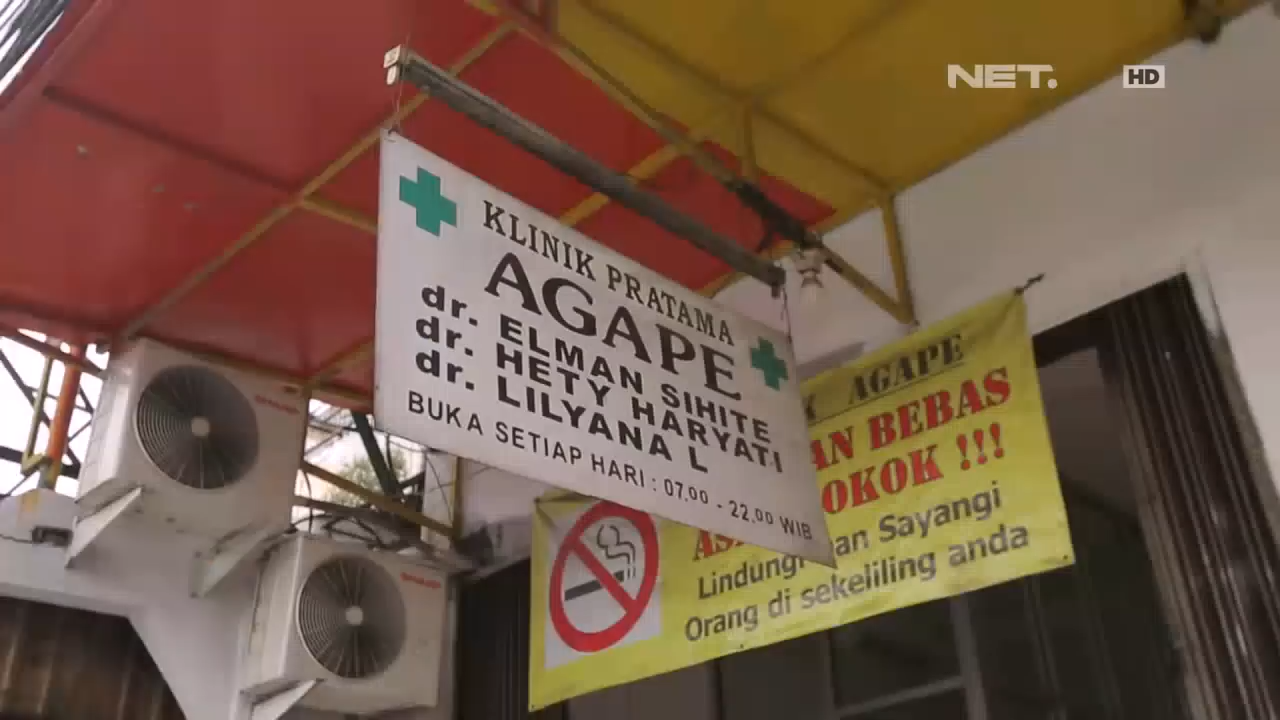 NET.
HD
KLINIK PRATAMA
AGAPE
dr. ELMAN SIHITE
dr. HETY HARYATI
dr. LILYANA L
BUKA SETIAP HARI : 07.00 - 22.00 WIB
AGAPE
BEBAS
!!!
Sayangi
Orang di sekeliling anda